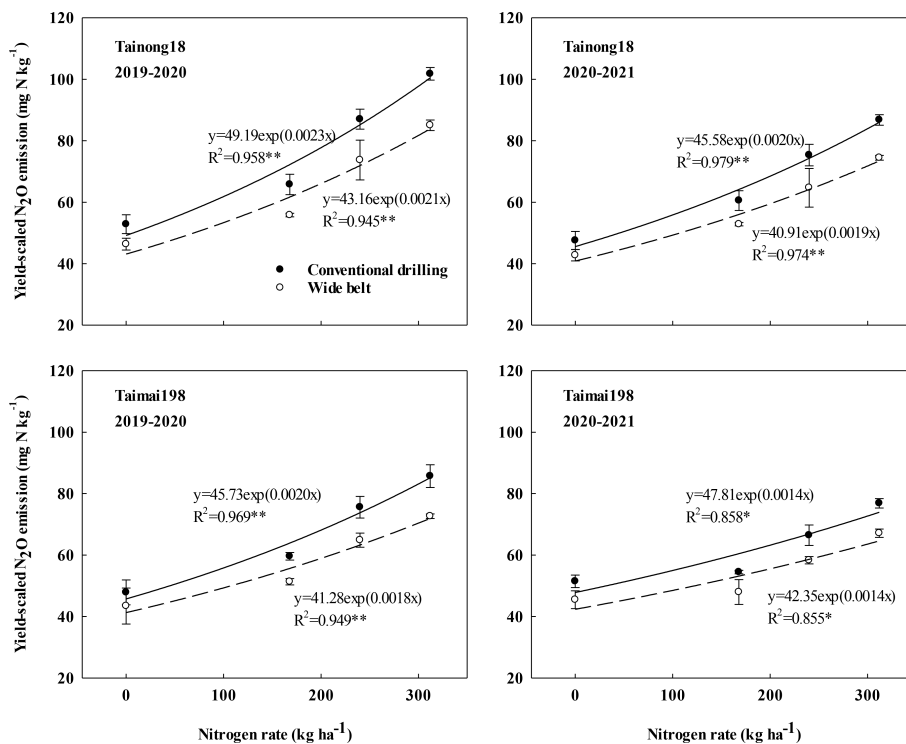 Yield-scaled N₂O emission (mg N kg⁻¹)
120
100
80
60
40
20
Tainong18
2019-2020
y=49.19exp(0.0023x)
R²=0.958**
y=43.16exp(0.0021x)
R²=0.945**
Conventional drilling
Wide belt
120
100
80
60
40
20
Tainong18
2020-2021
y=45.58exp(0.0020x)
R²=0.979**
y=40.91exp(0.0019x)
R²=0.974**
Yield-scaled N₂O emission (mg N kg⁻¹)
120
100
80
60
40
20
Taimai198
2019-2020
y=45.73exp(0.0020x)
R²=0.969**
y=41.28exp(0.0018x)
R²=0.949**
0 100 200 300
Nitrogen rate (kg ha⁻¹)
120
100
80
60
40
20
Taimai198
2020-2021
y=47.81exp(0.0014x)
R²=0.858*
y=42.35exp(0.0014x)
R²=0.855*
0 100 200 300
Nitrogen rate (kg ha⁻¹)